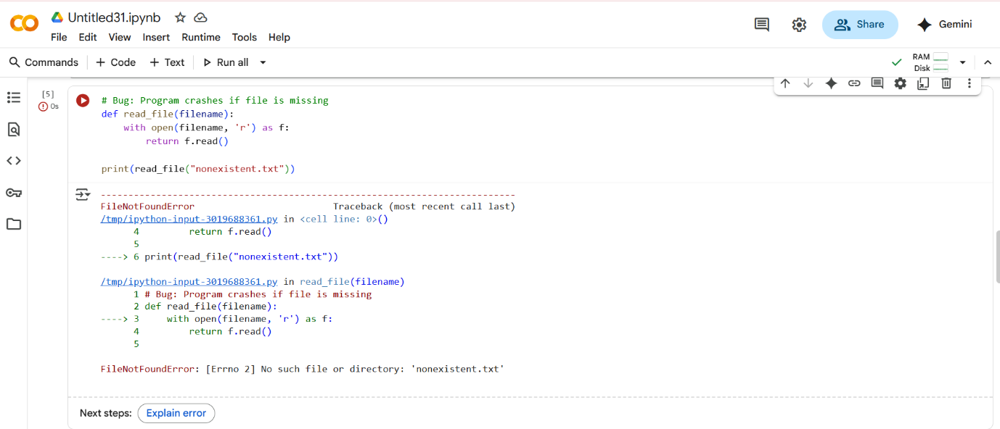 Untitled31.ipynb
File Edit View Insert Runtime Tools Help
Share
Gemini
Commands + Code + Text Run all
RAM
Disk
[5]
0s
# Bug: Program crashes if file is missing
def read_file(filename):
    with open(filename, 'r') as f:
        return f.read()
print(read_file("nonexistent.txt"))
---------------------------------------------------------------------------
FileNotFoundError                         Traceback (most recent call last)
/tmp/ipython-input-3019688361.py in <cell line: 0>()
      4         return f.read()
      5
----> 6 print(read_file("nonexistent.txt"))
/tmp/ipython-input-3019688361.py in read_file(filename)
      1 # Bug: Program crashes if file is missing
      2 def read_file(filename):
----> 3     with open(filename, 'r') as f:
      4         return f.read()
      5
FileNotFoundError: [Errno 2] No such file or directory: 'nonexistent.txt'
Next steps: Explain error